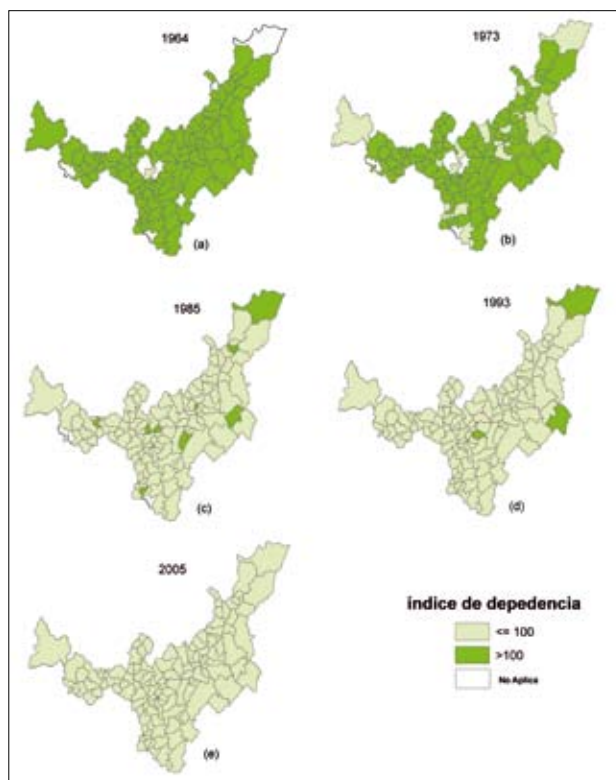 1964
1973
(a)
(b)
1985
1993
(c)
(d)
2005
índice de depedencia
<= 100
>100
No Aplica
(e)